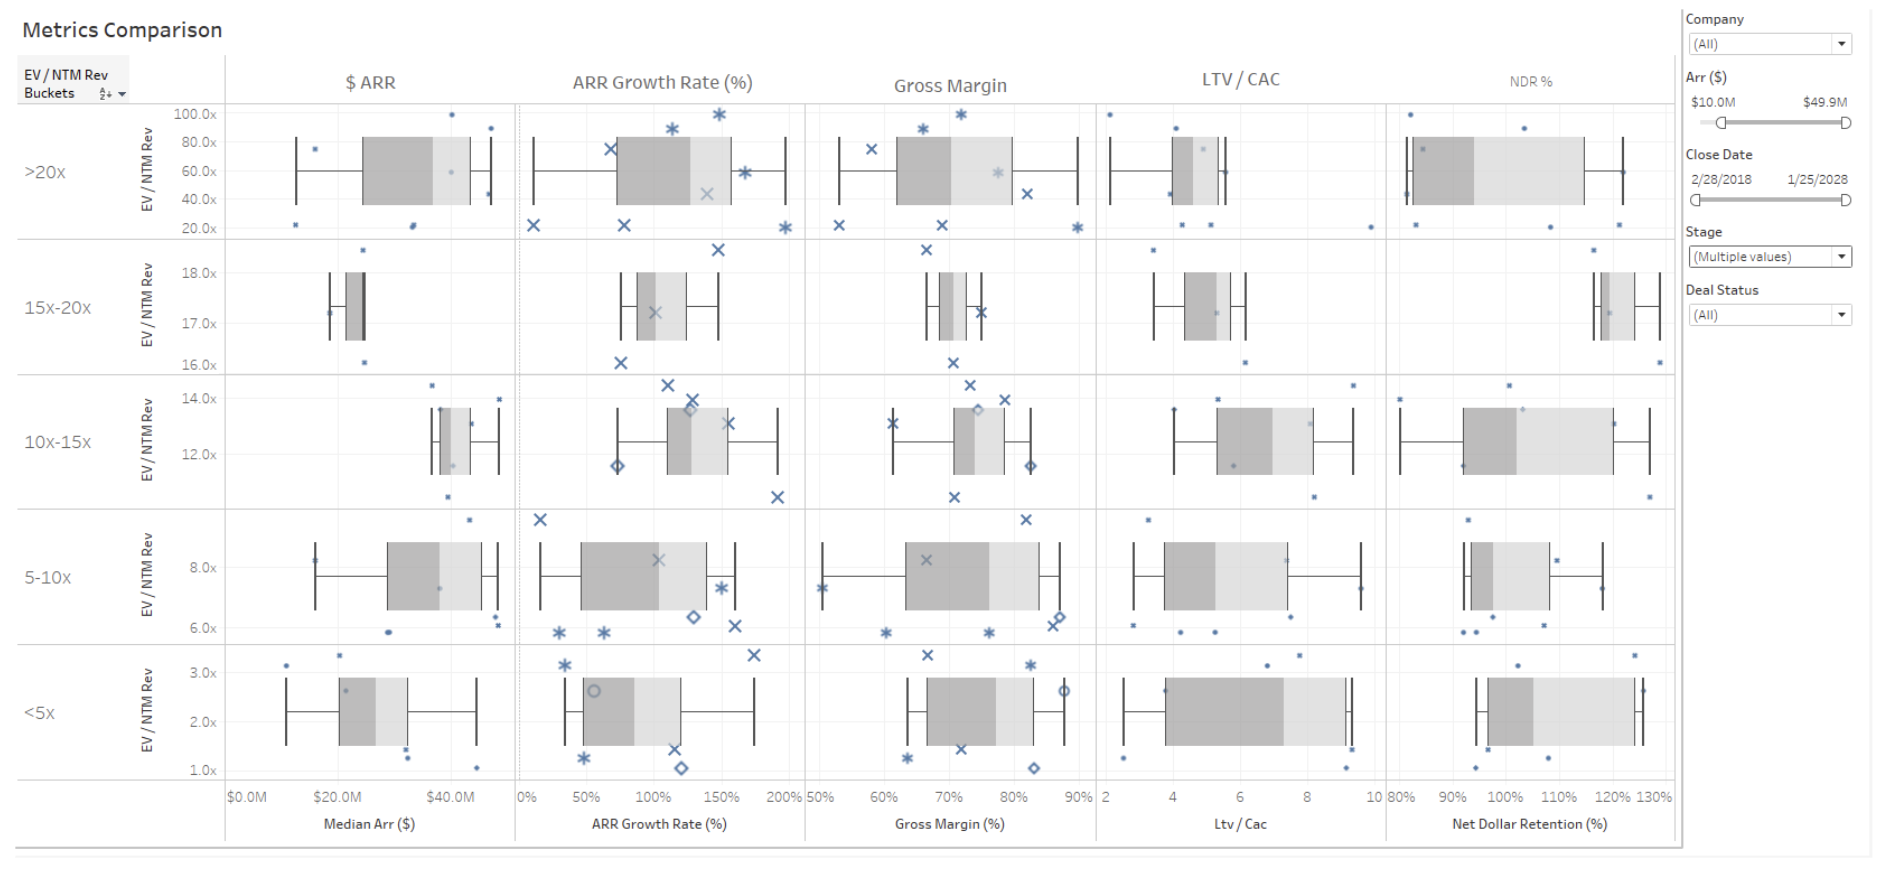 Metrics Comparison
EV / NTM Rev
Buckets
$ ARR
ARR Growth Rate (%)
Gross Margin
LTV / CAC
NDR %
>20x
EV / NTM Rev
100.0x
80.0x
60.0x
40.0x
20.0x
15x-20x
EV / NTM Rev
18.0x
17.0x
16.0x
10x-15x
EV / NTM Rev
14.0x
12.0x
5-10x
EV / NTM Rev
8.0x
6.0x
<5x
EV / NTM Rev
3.0x
2.0x
1.0x
$0.0M $20.0M $40.0M
0% 50% 100% 150% 200%
50% 60% 70% 80% 90%
2 4 6 8 10
80% 90% 100% 110% 120% 130%
Median Arr ($)
ARR Growth Rate (%)
Gross Margin (%)
Ltv / Cac
Net Dollar Retention (%)
Company
(All)
Arr ($)
$10.0M $49.9M
Close Date
2/28/2018 1/25/2028
Stage
(Multiple values)
Deal Status
(All)